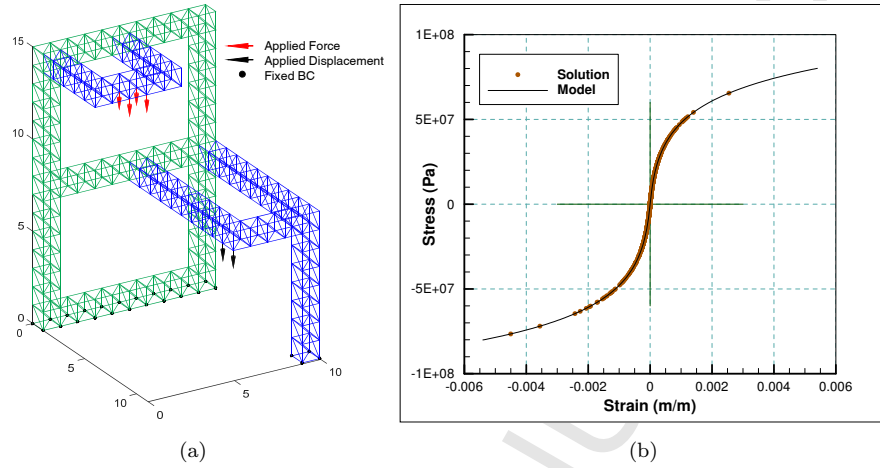 15
10
5
0
0
5
10
0
5
10
Applied Force
Applied Displacement
Fixed BC
(a)
1E+08
5E+07
0
-5E+07
-1E+08
Stress (Pa)
Solution
Model
-0.006 -0.004 -0.002 0 0.002 0.004 0.006
Strain (m/m)
(b)